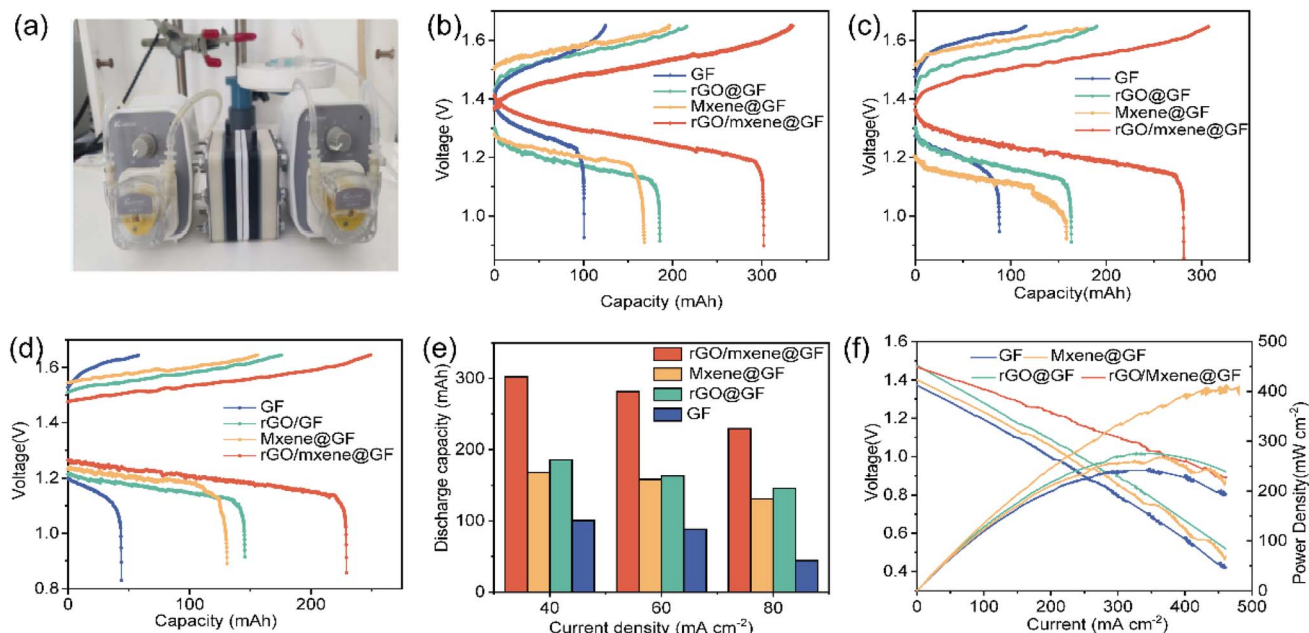 (a)
(b)
1.6
1.4
1.2
1.0
Voltage (V)
0 100 200 300
Capacity (mAh)
GF
rGO@GF
Mxene@GF
rGO/mxene@GF
(c)
1.6
1.4
1.2
1.0
Voltage(V)
0 100 200 300
Capacity(mAh)
GF
rGO@GF
Mxene@GF
rGO/mxene@GF
(d)
1.6
1.4
1.2
1.0
0.8
Voltage(V)
0 100 200
Capacity (mAh)
GF
rGO/GF
Mxene@GF
rGO/mxene@GF
(e)
300
200
100
0
Discharge capacity (mAh)
40 60 80
Current density (mA cm-2)
rGO/mxene@GF
Mxene@GF
rGO@GF
GF
(f)
1.6
1.4
1.2
1.0
0.8
0.6
0.4
Voltage(V)
0 100 200 300 400 500
Current (mA cm-2)
500
400
300
200
100
0
Power Density(mW cm-2)
GF Mxene@GF
rGO@GF rGO/Mxene@GF